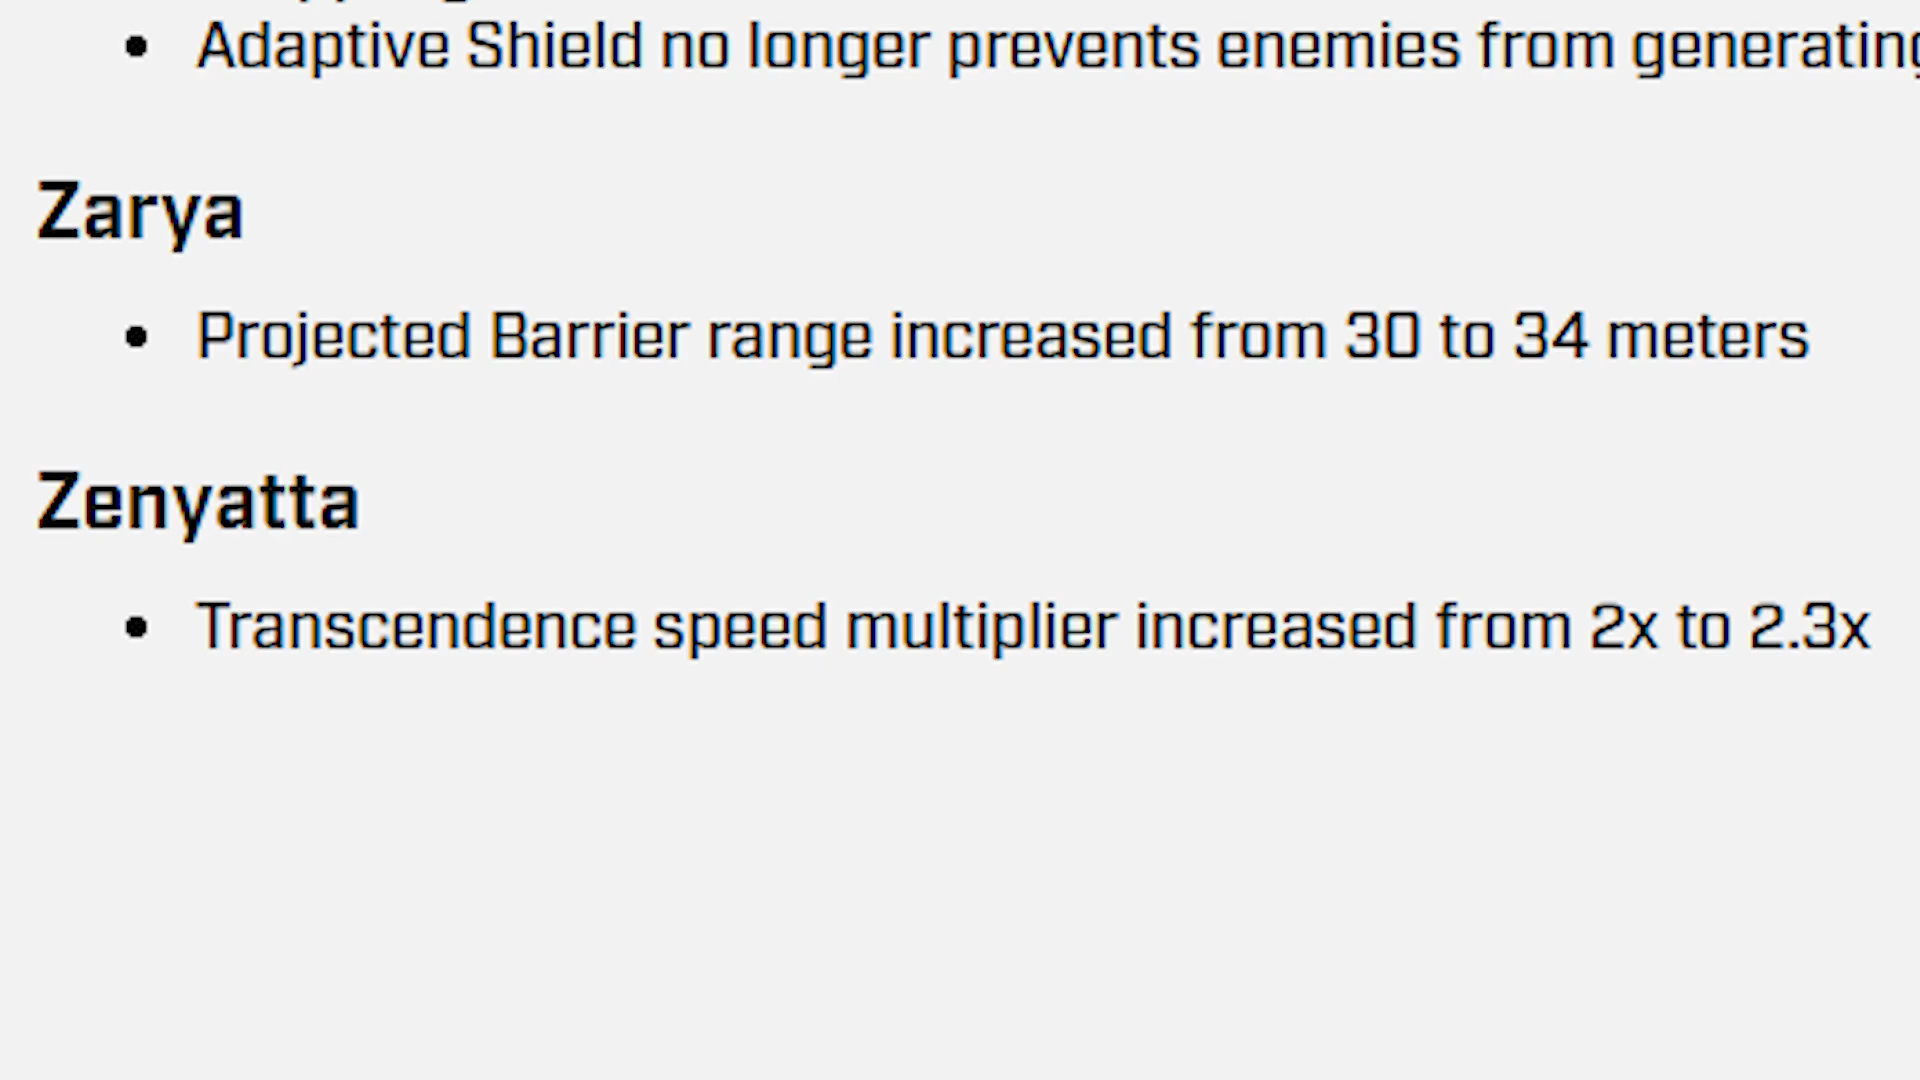 • Adaptive Shield no longer prevents enemies from generating
Zarya
• Projected Barrier range increased from 30 to 34 meters
Zenyatta
• Transcendence speed multiplier increased from 2x to 2.3x